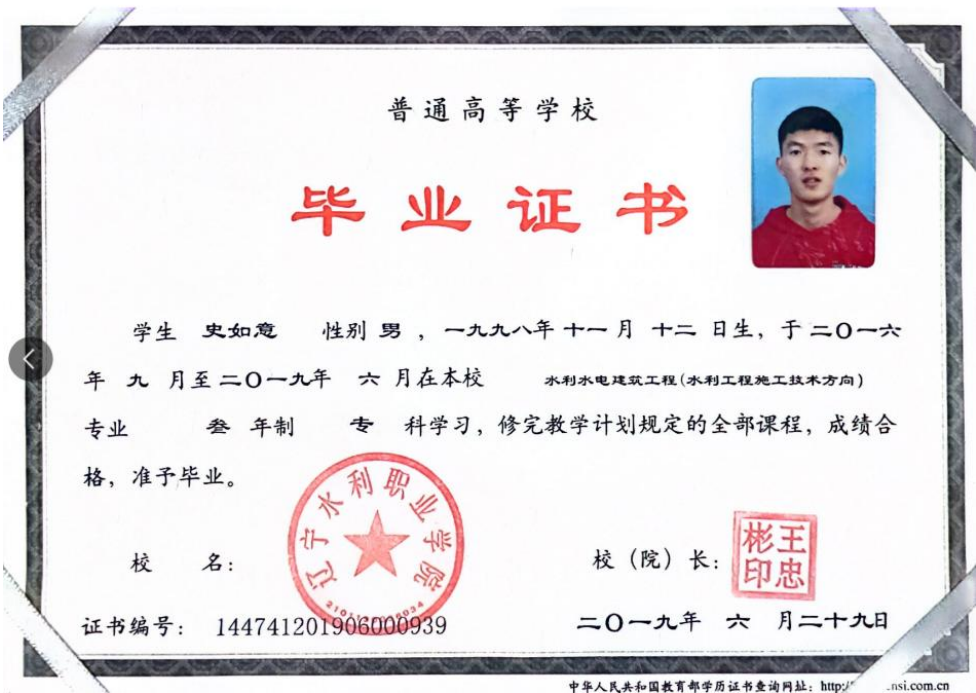 普通高等学校
毕业证书
学生 史如意 性别 男 ，一九九八年 十一 月 十二 日生，于 二〇一六
年 九 月至 二〇一九年 六 月在本校 水利水电建筑工程(水利工程施工技术方向)
专业 叁 年制 专 科学习，修完教学计划规定的全部课程，成绩合
格，准予毕业。
辽宁水利职业学院
校 名：
校（院）长：
王忠彬印
证书编号： 144741201906000939
二〇一九年 六 月二十九日
中华人民共和国教育部学历证书查询网址：http:/ .com.cn